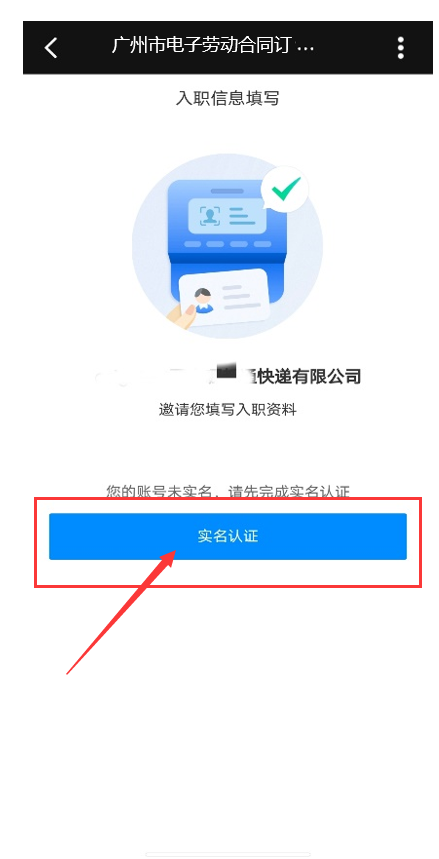 广州市电子劳动合同订…
入职信息填写
快递有限公司
邀请您填写入职资料
您的账号未实名，请先完成实名认证
实名认证